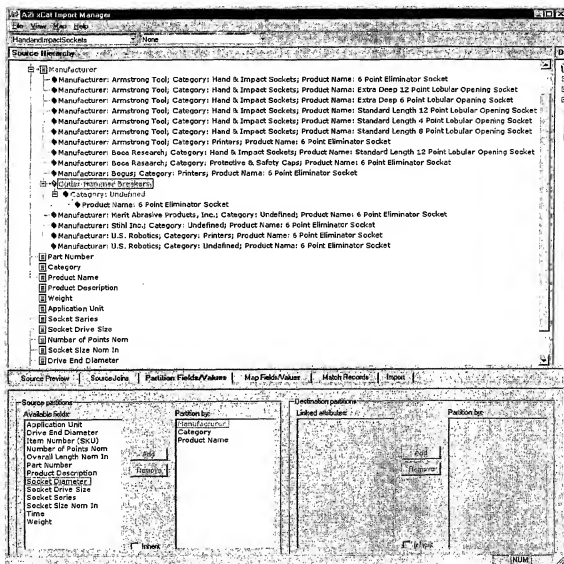 AZi xCat Import Manager
File View Map Help
HandandImpactSockets None
Source Hierarchy D
Manufacturer
Manufacturer: Armstrong Tool; Category: Hand & Impact Sockets; Product Name: 6 Point Eliminator Socket
Manufacturer: Armstrong Tool; Category: Hand & Impact Sockets; Product Name: Extra Deep 12 Point Lobular Opening Socket
Manufacturer: Armstrong Tool; Category: Hand & Impact Sockets; Product Name: Extra Deep 6 Point Lobular Opening Socket
Manufacturer: Armstrong Tool; Category: Hand & Impact Sockets; Product Name: Standard Length 12 Point Lobular Opening Socket
Manufacturer: Armstrong Tool; Category: Hand & Impact Sockets; Product Name: Standard Length 4 Point Lobular Opening Socket
Manufacturer: Armstrong Tool; Category: Hand & Impact Sockets; Product Name: Standard Length 8 Point Lobular Opening Socket
Manufacturer: Armstrong Tool; Category: Printers; Product Name: 6 Point Eliminator Socket
Manufacturer: Boca Research; Category: Hand & Impact Sockets; Product Name: Standard Length 12 Point Lobular Opening Socket
Manufacturer: Boca Research; Category: Protective & Safety Caps; Product Name: 6 Point Eliminator Socket
Manufacturer: Bogus; Category: Printers; Product Name: 6 Point Eliminator Socket
Cutler-Hammer Breakers
Category: Undefined
Product Name: 6 Point Eliminator Socket
Manufacturer: Merit Abrasive Products, Inc.; Category: Undefined; Product Name: 6 Point Eliminator Socket
Manufacturer: Stihl Inc.; Category: Undefined; Product Name: 6 Point Eliminator Socket
Manufacturer: U.S. Robotics; Category: Printers; Product Name: 6 Point Eliminator Socket
Manufacturer: U.S. Robotics; Category: Undefined; Product Name: 6 Point Eliminator Socket
Part Number
Category
Product Name
Product Description
Weight
Application Unit
Socket Series
Socket Drive Size
Number of Points Nom
Socket Size Nom In
Drive End Diameter
Source Preview Source Joins Partition Fields/Values Map Fields/Values Match Records Import
Source partitions Destination partitions
Available fields: Partition by: Linked attributes: Partition by:
Application Unit
Drive End Diameter
Item Number (SKU)
Number of Points Nom
Overall Length Nom In
Part Number
Product Description
Socket Diameter
Socket Drive Size
Socket Series
Socket Size Nom In
Time
Weight
Add
Remove
Inherit
Manufacturer
Category
Product Name
Add
Remove
Inherit
NUM